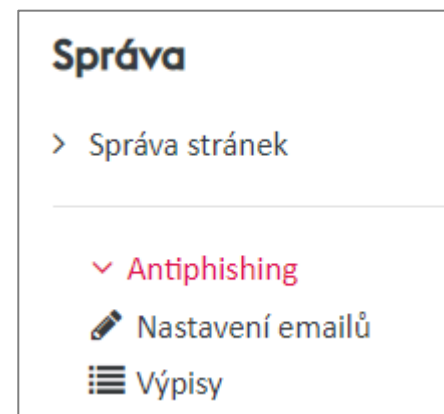 Správa
Správa stránek
Antiphishing
Nastavení emailů
Výpisy